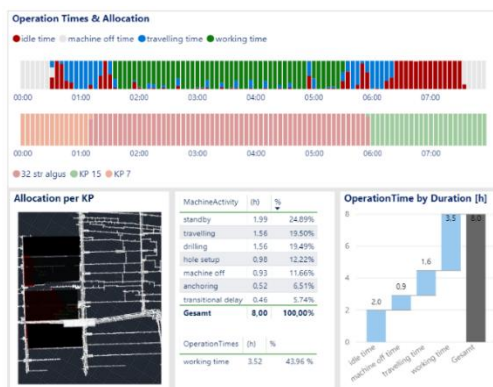 Operation Times & Allocation
idle time machine off time travelling time working time
00:00 01:00 02:00 03:00 04:00 05:00 06:00 07:00
00:00 01:00 02:00 03:00 04:00 05:00 06:00 07:00
32 str algus KP 15 KP 7
Allocation per KP
MachineActivity (h) %
standby 1.99 24.89%
travelling 1.56 19.50%
drilling 1.56 19.49%
hole setup 0.98 12.22%
machine off 0.93 11.66%
anchoring 0.52 6.51%
transitional delay 0.46 5.74%
Gesamt 8,00 100,00%
OperationTimes (h) %
working time 3.52 43.96 %
OperationTime by Duration [h]
8
6
4
2
0
2.0
0.9
1.6
3.5
8.0
idle time
machine off time
travelling time
working time
Gesamt